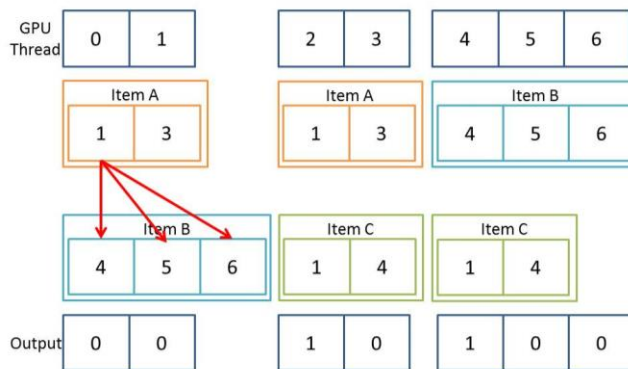 GPU Thread 0 1 2 3 4 5 6
Item A Item A Item B
1 3 1 3 4 5 6
Item B Item C Item C
4 5 6 1 4 1 4
Output 0 0 1 0 1 0 0